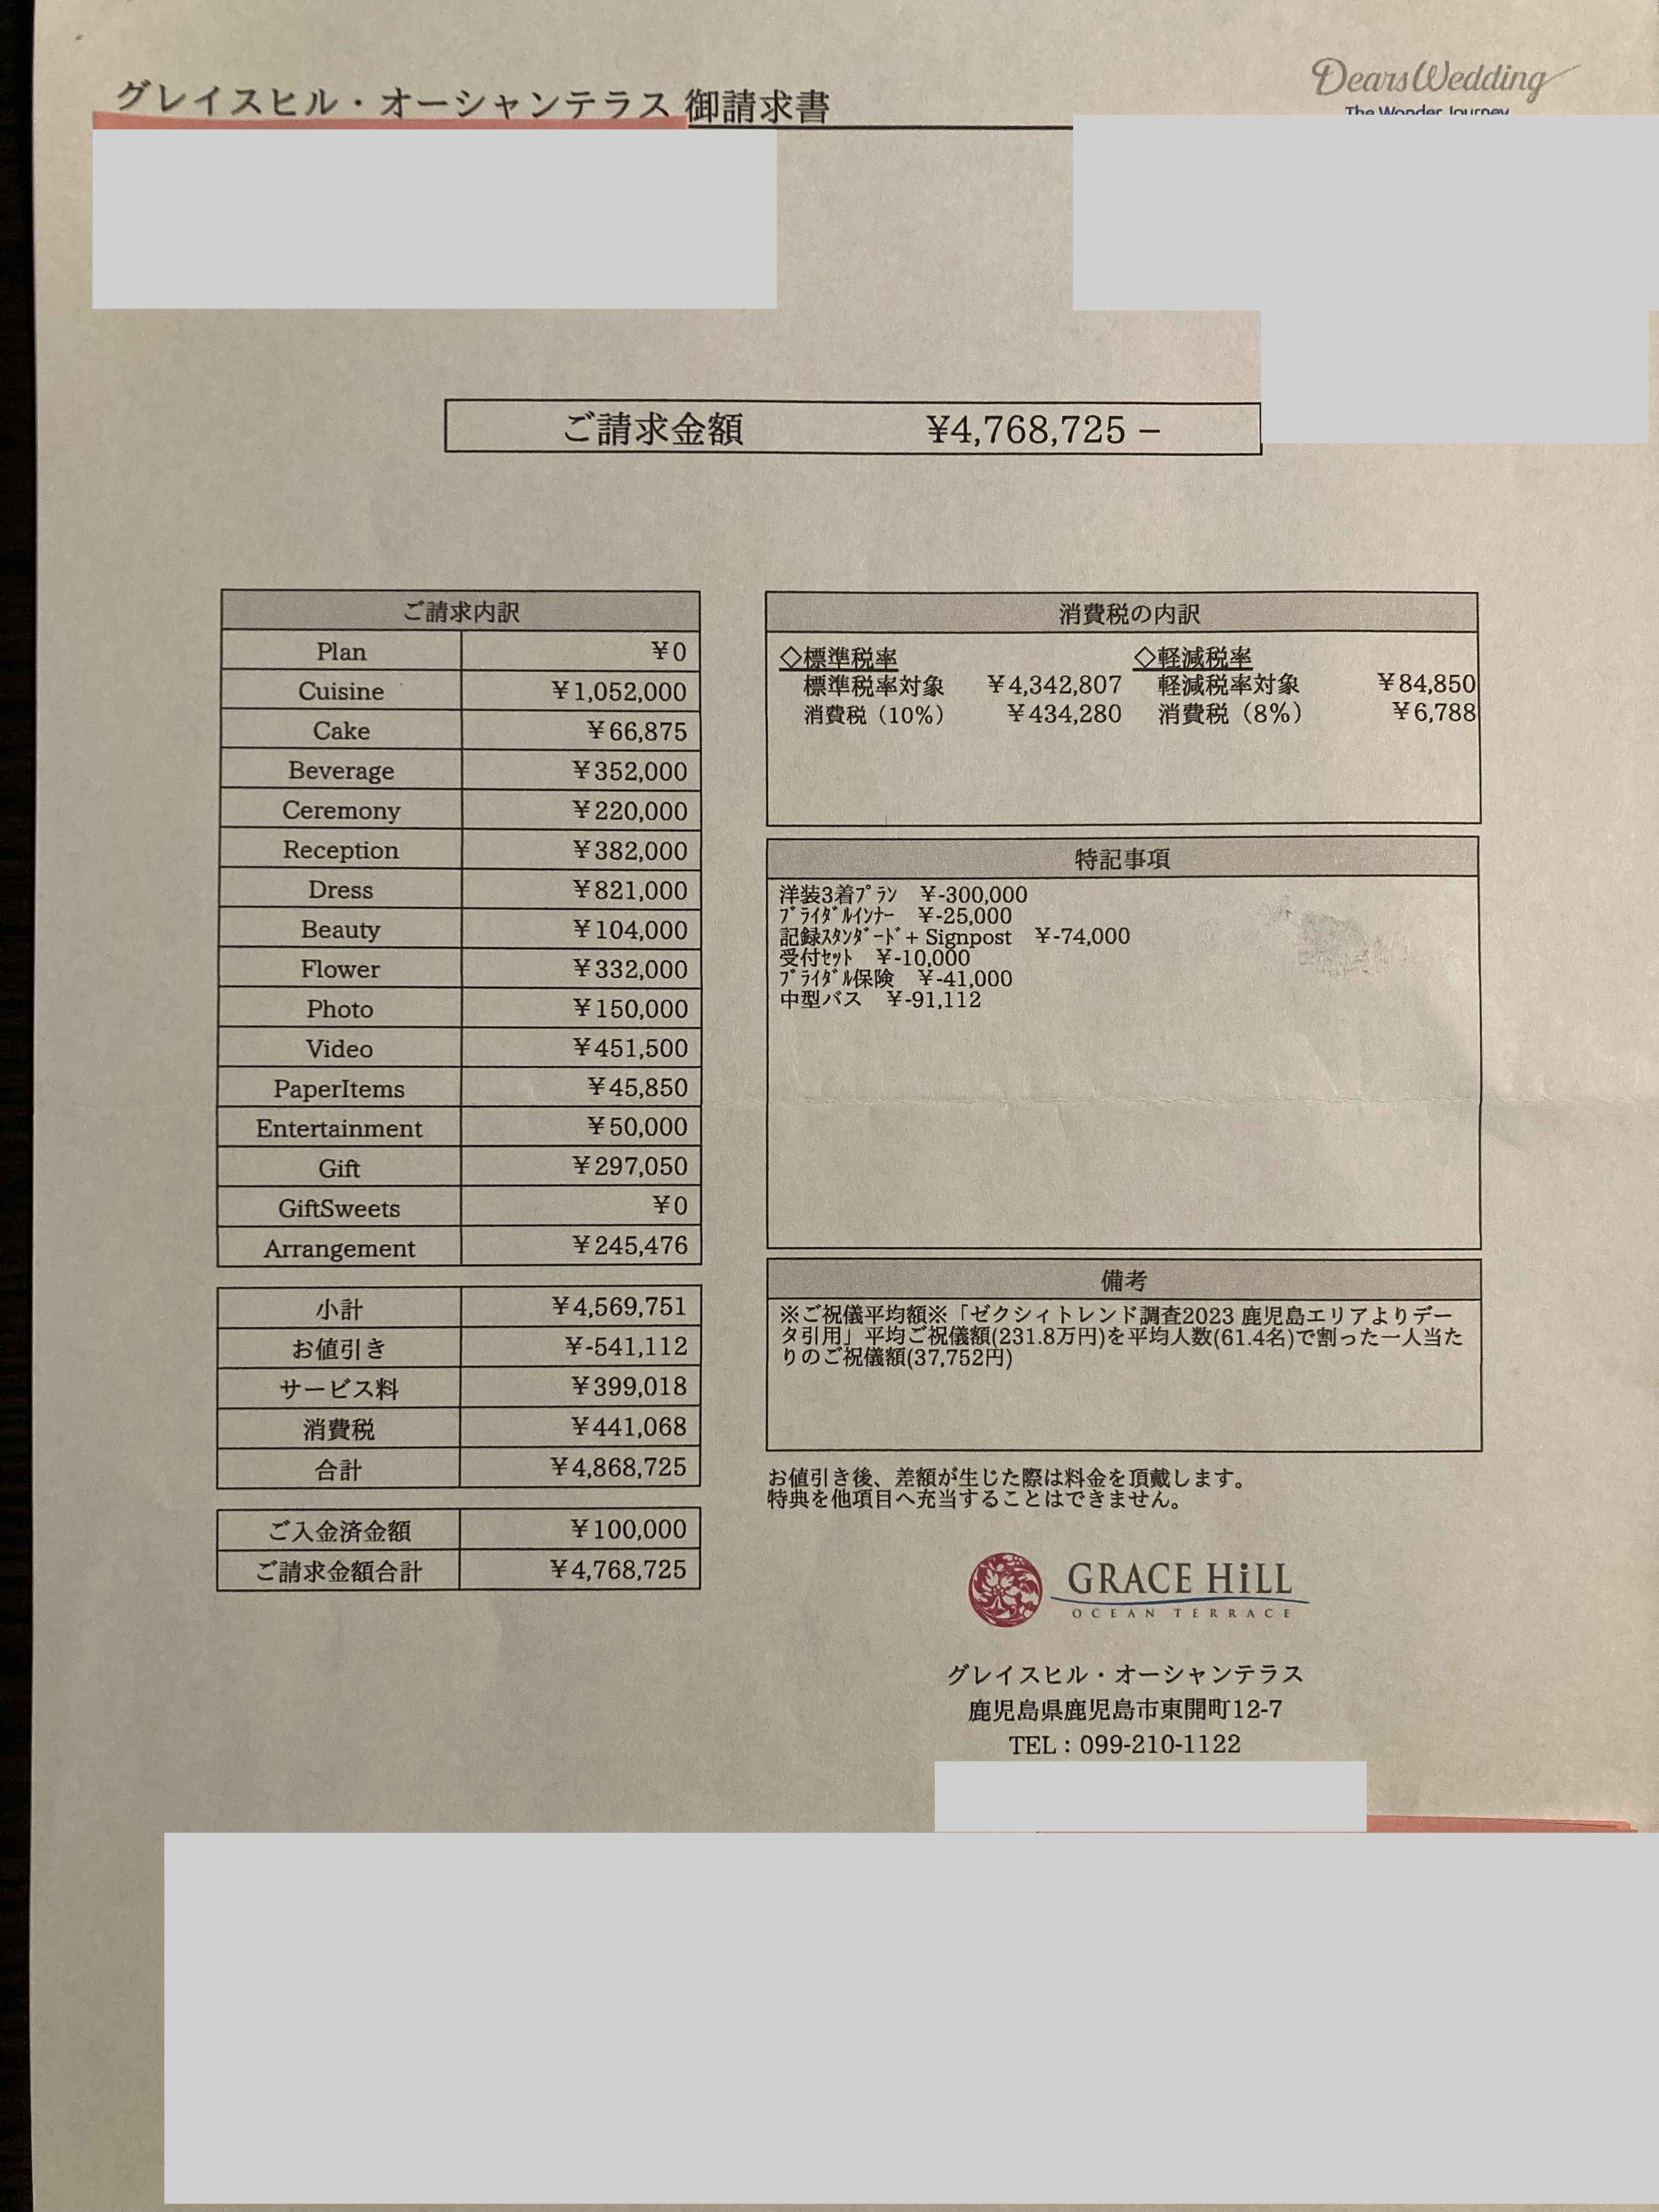 グレイスヒル・オーシャンテラス 御請求書
DearsWedding
The Wonder Journey
ご請求金額 ¥4,768,725－
ご請求内訳
Plan ¥0
Cuisine ¥1,052,000
Cake ¥66,875
Beverage ¥352,000
Ceremony ¥220,000
Reception ¥382,000
Dress ¥821,000
Beauty ¥104,000
Flower ¥332,000
Photo ¥150,000
Video ¥451,500
PaperItems ¥45,850
Entertainment ¥50,000
Gift ¥297,050
GiftSweets ¥0
Arrangement ¥245,476
小計 ¥4,569,751
お値引き ¥-541,112
サービス料 ¥399,018
消費税 ¥441,068
合計 ¥4,868,725
ご入金済金額 ¥100,000
ご請求金額合計 ¥4,768,725
消費税の内訳
◇標準税率 ◇軽減税率
標準税率対象 ¥4,342,807 軽減税率対象 ¥84,850
消費税（10%） ¥434,280 消費税（8%） ¥6,788
特記事項
洋装3着ﾌﾟﾗﾝ ¥-300,000
ﾌﾞﾗｲﾀﾞﾙｲﾝﾅｰ ¥-25,000
記録ｽﾀﾝﾀﾞｰﾄﾞ+ Signpost ¥-74,000
受付ｾｯﾄ ¥-10,000
ﾌﾞﾗｲﾀﾞﾙ保険 ¥-41,000
中型バス ¥-91,112
備考
※ご祝儀平均額※「ゼクシィトレンド調査2023 鹿児島エリアよりデー
タ引用」平均ご祝儀額(231.8万円)を平均人数(61.4名)で割った一人当た
りのご祝儀額(37,752円)
お値引き後、差額が生じた際は料金を頂戴します。
特典を他項目へ充当することはできません。
GRACE HiLL
OCEAN TERRACE
グレイスヒル・オーシャンテラス
鹿児島県鹿児島市東開町12-7
TEL：099-210-1122